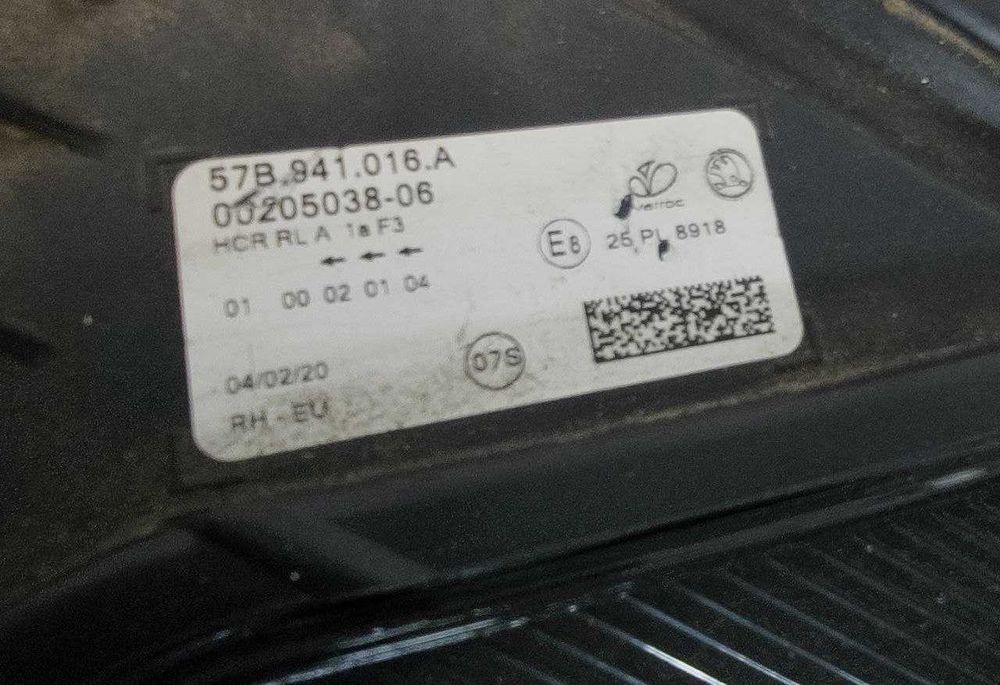 57B.941.016.A
00205038-06
HCR RL A 1a F3
E8 25 PL 8918
01 00 02 01 04
04/02/20
07S
RH - EU